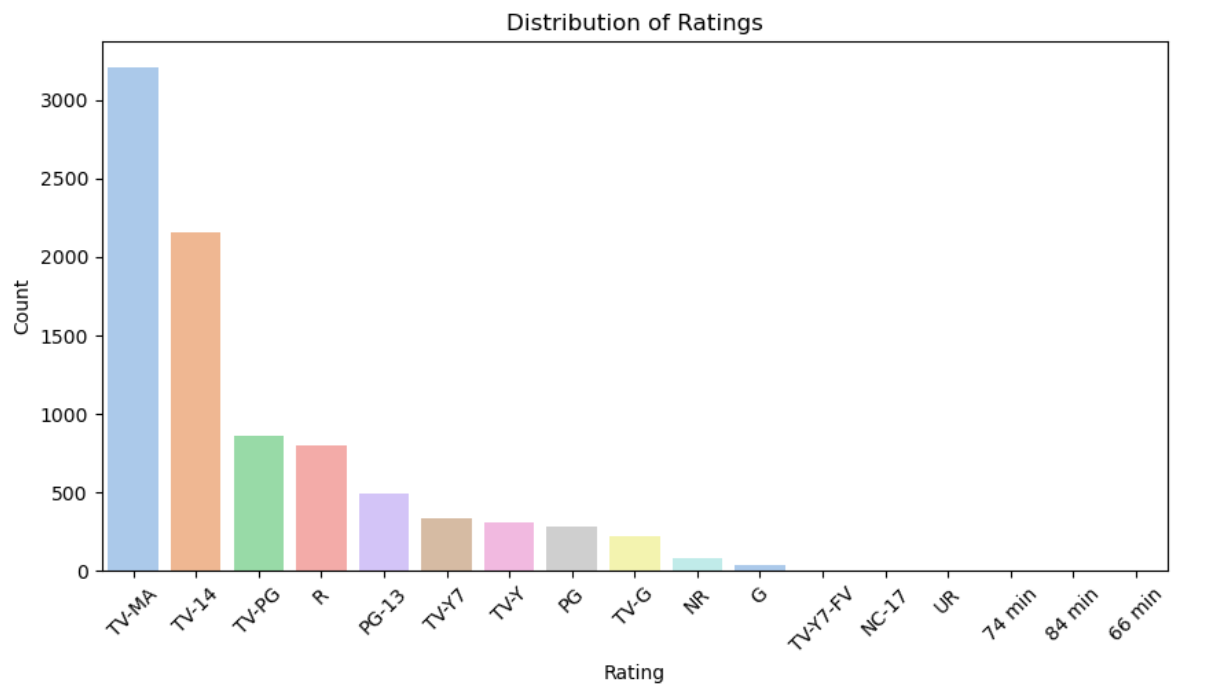 Distribution of Ratings
3000
2500
2000
1500
1000
500
0
Count
TV-MA
TV-14
TV-PG
R
PG-13
TV-Y7
TV-Y
PG
TV-G
NR
G
TV-Y7-FV
NC-17
UR
74 min
84 min
66 min
Rating